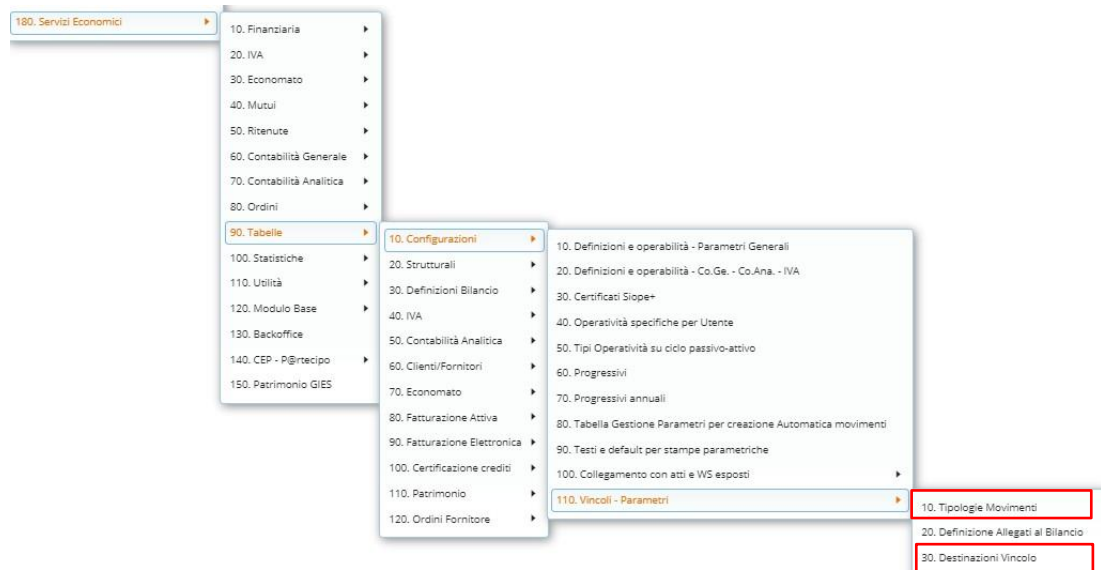 180. Servizi Economici
10. Finanziaria
20. IVA
30. Economato
40. Mutui
50. Ritenute
60. Contabilità Generale
70. Contabilità Analitica
80. Ordini
90. Tabelle
100. Statistiche
110. Utilità
120. Modulo Base
130. Backoffice
140. CEP - P@rtecipo
150. Patrimonio GIES
10. Configurazioni
20. Strutturali
30. Definizioni Bilancio
40. IVA
50. Contabilità Analitica
60. Clienti/Fornitori
70. Economato
80. Fatturazione Attiva
90. Fatturazione Elettronica
100. Certificazione crediti
110. Patrimonio
120. Ordini Fornitore
10. Definizioni e operabilità - Parametri Generali
20. Definizioni e operabilità - Co.Ge. - Co.Ana. - IVA
30. Certificati Siope+
40. Operatività specifiche per Utente
50. Tipi Operatività su ciclo passivo-attivo
60. Progressivi
70. Progressivi annuali
80. Tabella Gestione Parametri per creazione Automatica movimenti
90. Testi e default per stampe parametriche
100. Collegamento con atti e WS esposti
110. Vincoli - Parametri
10. Tipologie Movimenti
20. Definizione Allegati al Bilancio
30. Destinazioni Vincolo